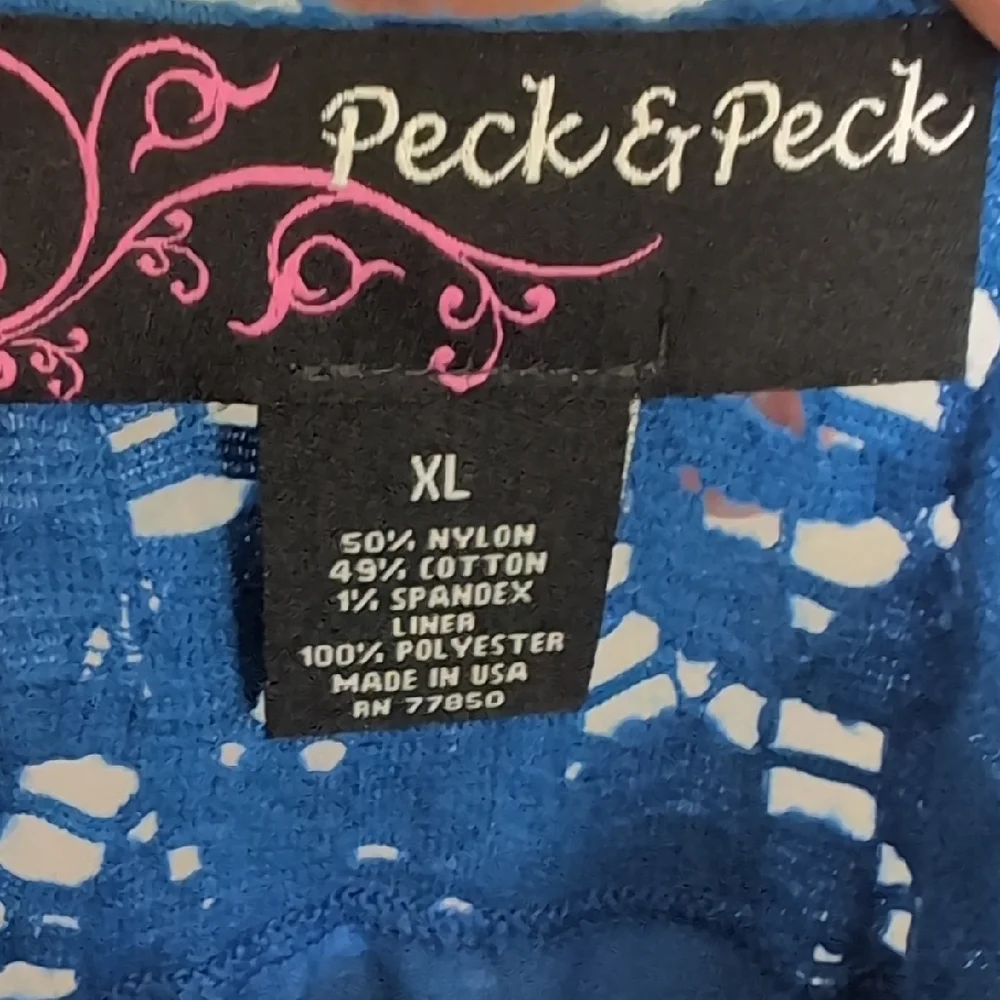 Peck & Peck
XL
50% NYLON
49% COTTON
1% SPANDEX
LINER
100% POLYESTER
MADE IN USA
RN 77850